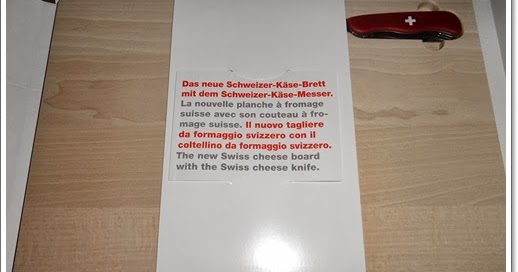 Das neue Schweizer-Käse-Brett
mit dem Schweizer-Käse-Messer.
La nouvelle planche à fromage
suisse avec son couteau à fro-
mage suisse. Il nuovo tagliere
da formaggio svizzero con il
coltellino da formaggio svizzero.
The new Swiss cheese board
with the Swiss cheese knife.